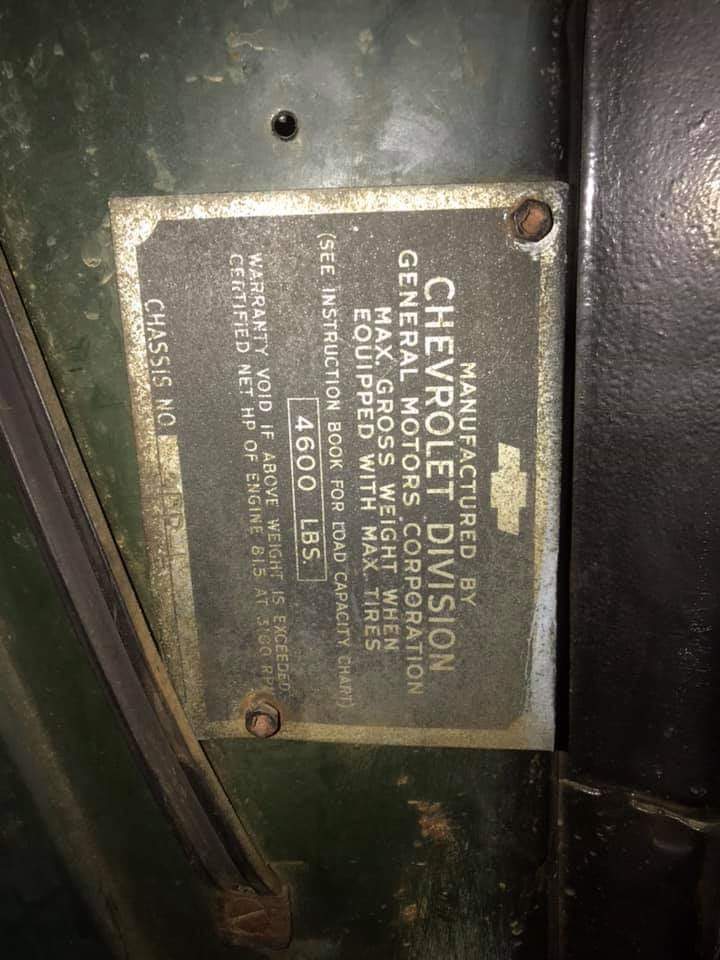 MANUFACTURED BY
CHEVROLET DIVISION
GENERAL MOTORS CORPORATION
MAX. GROSS WEIGHT WHEN
EQUIPPED WITH MAX. TIRES
(SEE INSTRUCTION BOOK FOR LOAD CAPACITY CHART)
4600 LBS.
WARRANTY VOID IF ABOVE WEIGHT IS EXCEEDED.
CERTIFIED NET HP OF ENGINE 81.5 AT
CHASSIS NO.